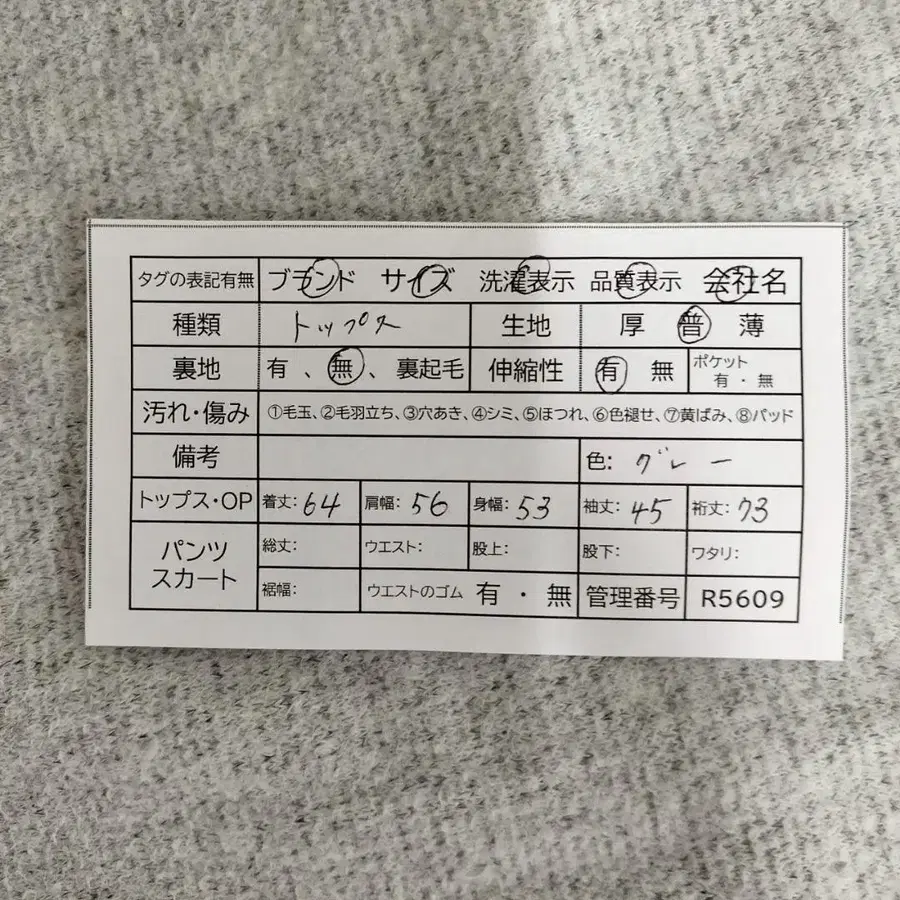 タグの表記有無 ブランド サイズ 洗濯表示 品質表示 会社名
種類 トップス 生地 厚 普 薄
裏地 有 、 無 、 裏起毛 伸縮性 有 無 ポケット 有 ・ 無
汚れ・傷み ①毛玉、②毛羽立ち、③穴あき、④シミ、⑤ほつれ、⑥色褪せ、⑦黄ばみ、⑧パッド
備考 色: グレー
トップス・OP 着丈: 64 肩幅: 56 身幅: 53 袖丈: 45 裄丈: 73
パンツ スカート 総丈: ウエスト: 股上: 股下: ワタリ:
裾幅: ウエストのゴム 有 ・ 無 管理番号 R5609